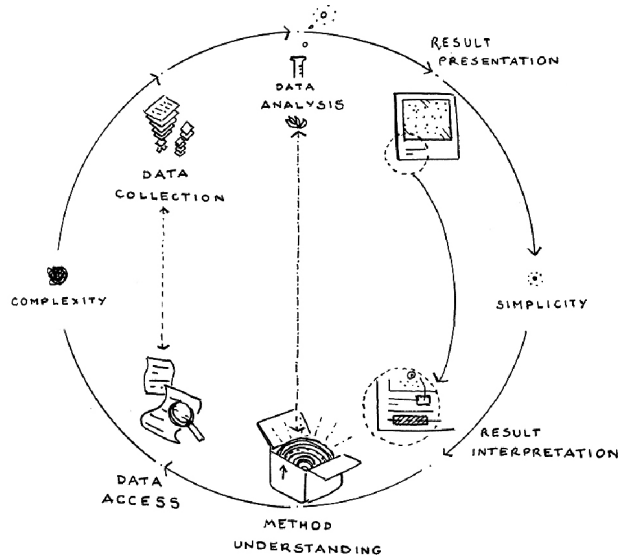 RESULT
PRESENTATION
DATA
ANALYSIS
DATA
COLLECTION
COMPLEXITY
SIMPLICITY
RESULT
INTERPRETATION
DATA
ACCESS
METHOD
UNDERSTANDING